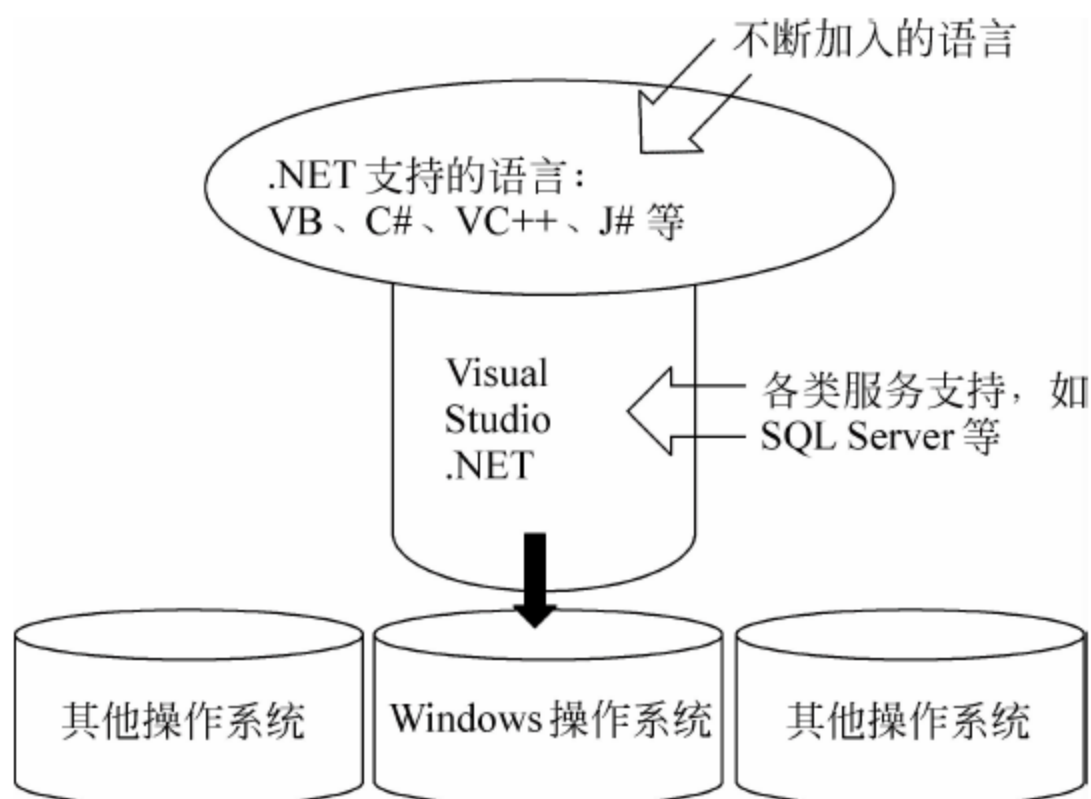 不断加入的语言
.NET 支持的语言：
VB、C#、VC++、J# 等
Visual
Studio
.NET
各类服务支持，如
SQL Server 等
其他操作系统
Windows 操作系统
其他操作系统